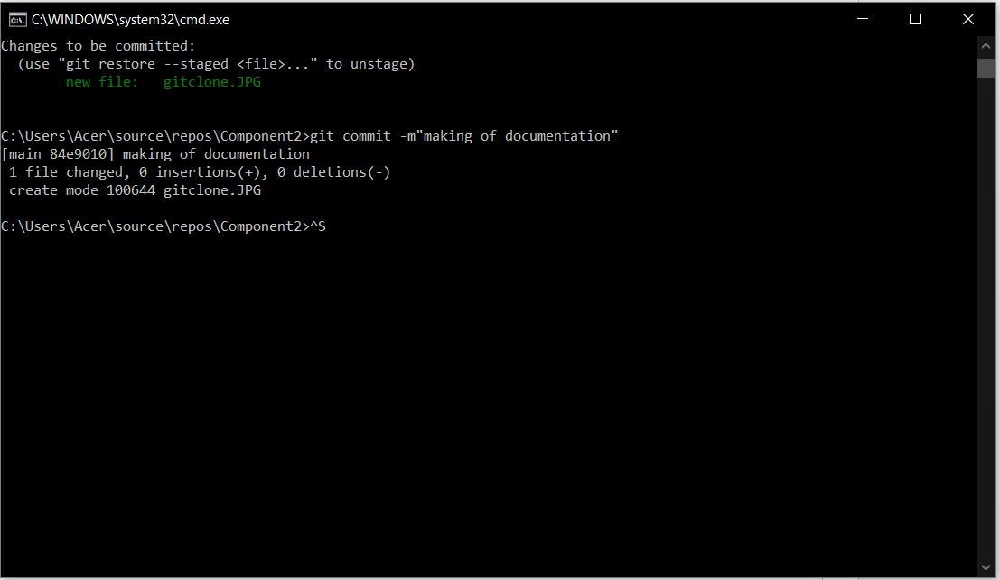 C:\WINDOWS\system32\cmd.exe
Changes to be committed:
  (use "git restore --staged <file>..." to unstage)
        new file:   gitclone.JPG
C:\Users\Acer\source\repos\Component2>git commit -m"making of documentation"
[main 84e9010] making of documentation
 1 file changed, 0 insertions(+), 0 deletions(-)
 create mode 100644 gitclone.JPG
C:\Users\Acer\source\repos\Component2>^S